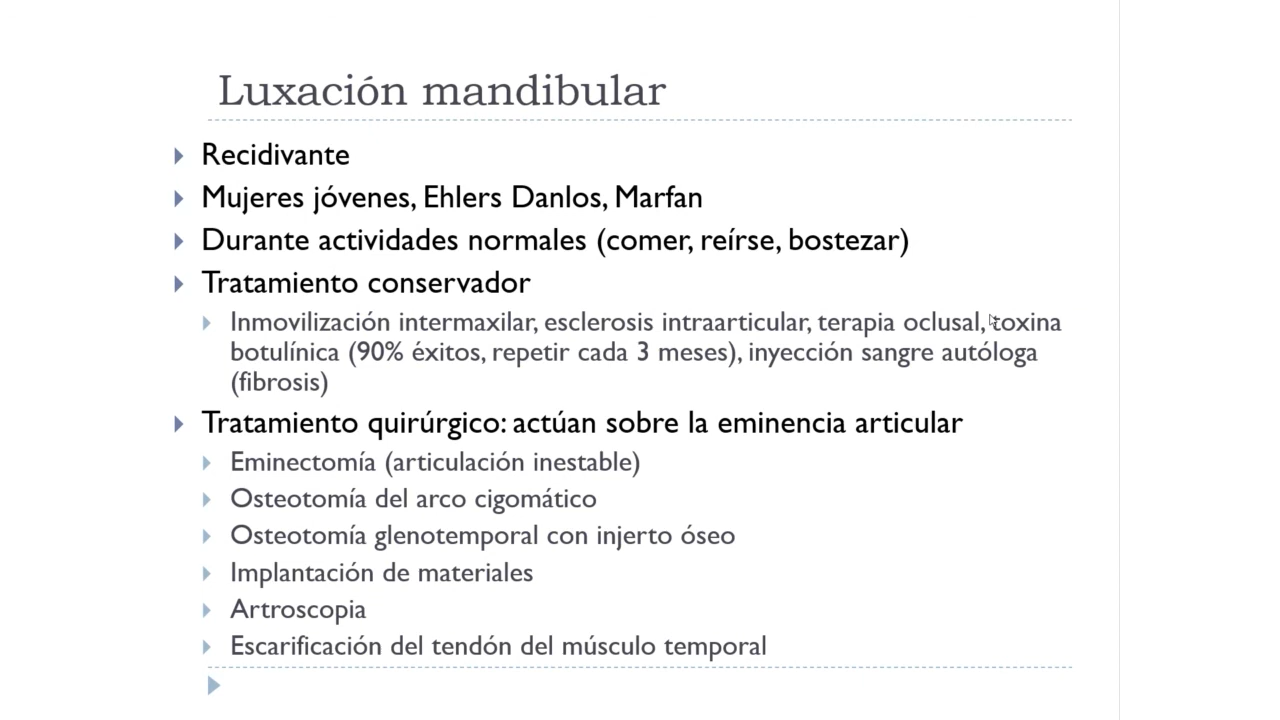 Luxación mandibular
Recidivante
Mujeres jóvenes, Ehlers Danlos, Marfan
Durante actividades normales (comer, reírse, bostezar)
Tratamiento conservador
Inmovilización intermaxilar, esclerosis intraarticular, terapia oclusal, toxina
botulínica (90% éxitos, repetir cada 3 meses), inyección sangre autóloga
(fibrosis)
Tratamiento quirúrgico: actúan sobre la eminencia articular
Eminectomía (articulación inestable)
Osteotomía del arco cigomático
Osteotomía glenotemporal con injerto óseo
Implantación de materiales
Artroscopia
Escarificación del tendón del músculo temporal